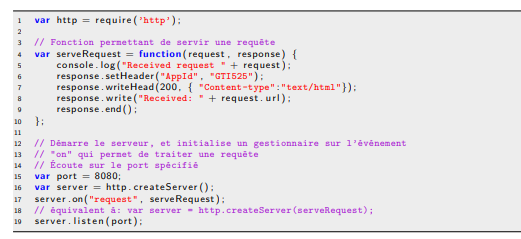 1 var http = require('http');
2
3 // Fonction permettant de servir une requête
4 var serveRequest = function(request, response) {
5 console.log("Received request " + request);
6 response.setHeader("AppId", "GTI525");
7 response.writeHead(200, { "Content-type":"text/html"});
8 response.write("Received: " + request.url);
9 response.end();
10 };
11
12 // Démarre le serveur, et initialise un gestionnaire sur l'événement
13 // "on" qui permet de traiter une requête
14 // Écoute sur le port spécifié
15 var port = 8080;
16 var server = http.createServer();
17 server.on("request", serveRequest);
18 // équivalent à: var server = http.createServer(serveRequest);
19 server.listen(port);